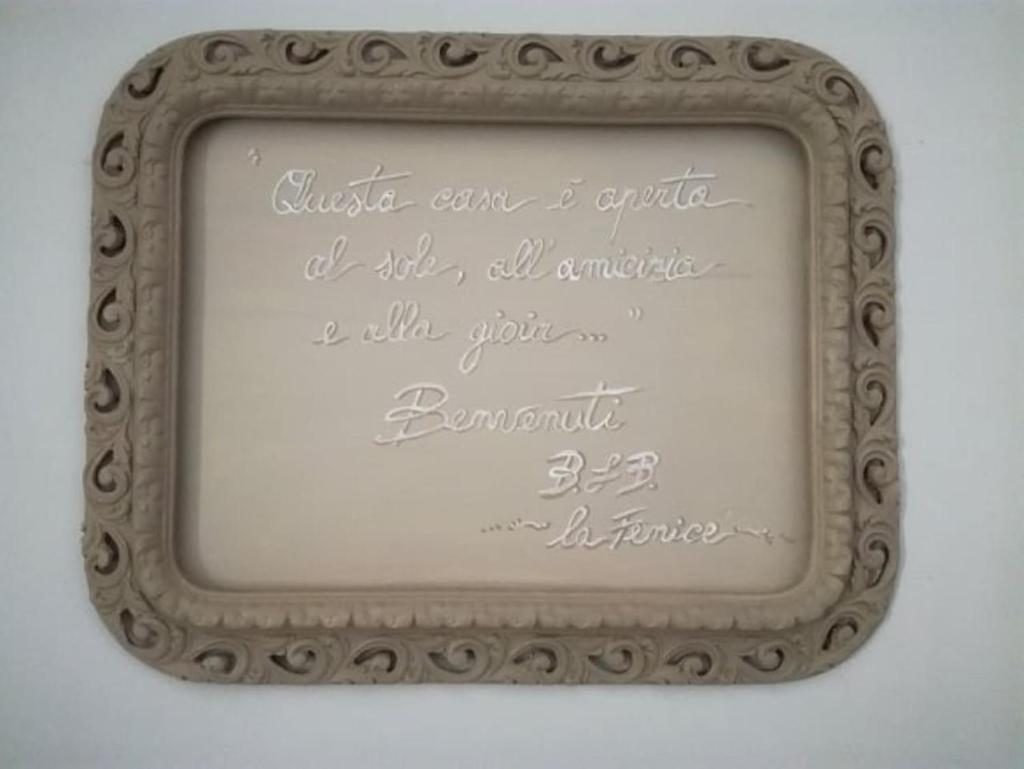 "Questa casa è aperta
al sole, all'amicizia
e alla gioia..."
Benvenuti
B.&B.
la Fenice